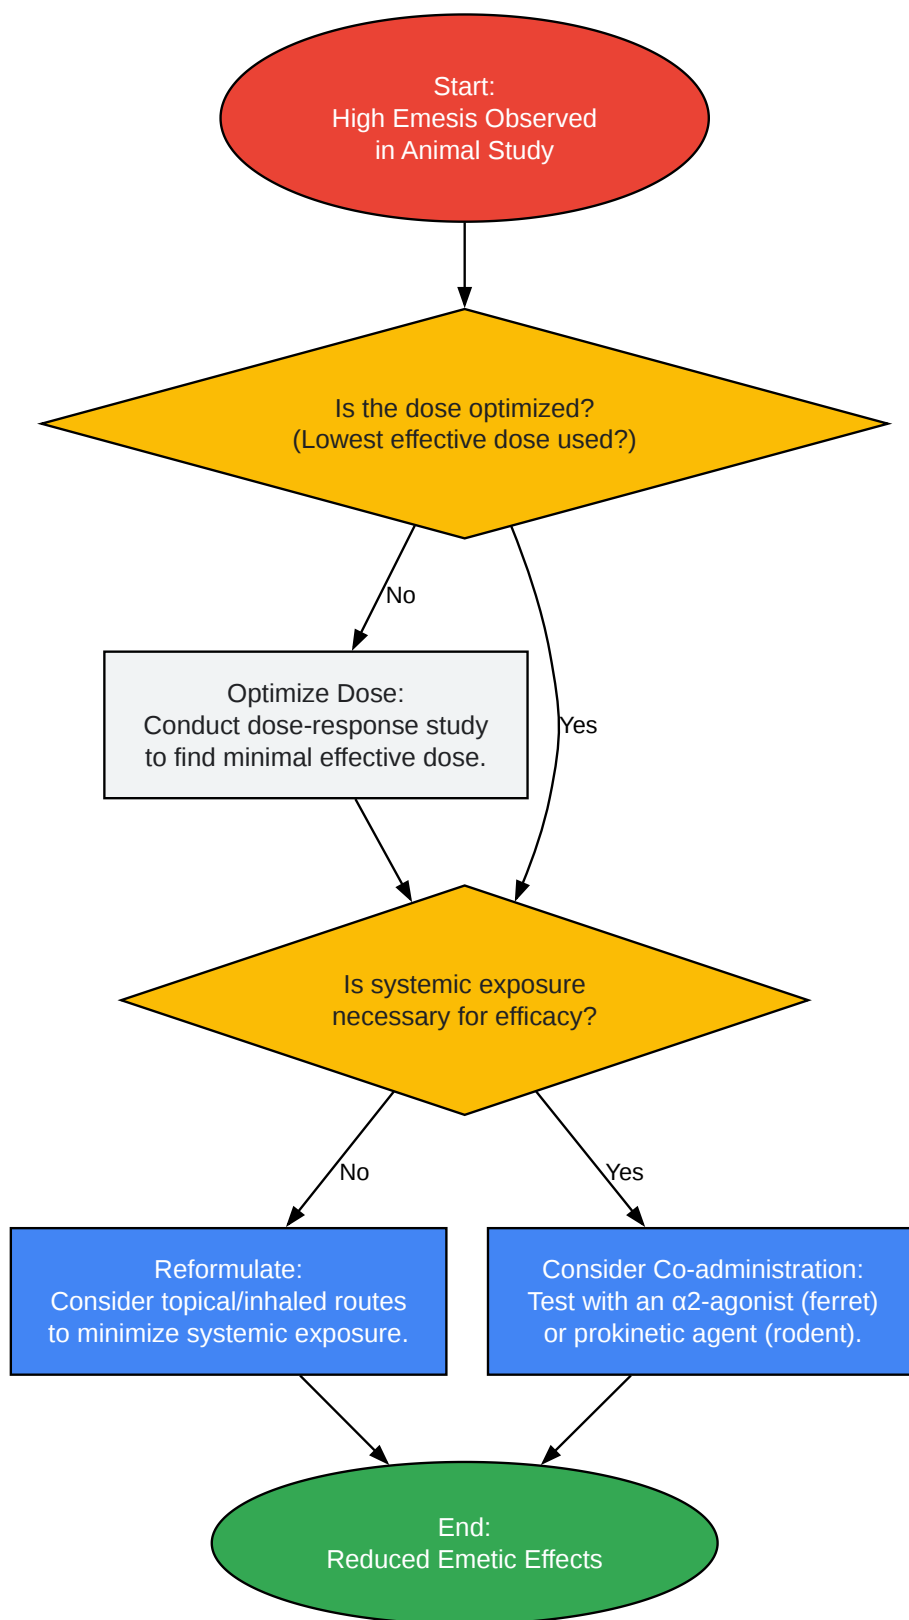 Start:
High Emesis Observed
in Animal Study
Is the dose optimized?
(Lowest effective dose used?)
No
Optimize Dose:
Conduct dose-response study
to find minimal effective dose.
Yes
Is systemic exposure
necessary for efficacy?
No
Yes
Reformulate:
Consider topical/inhaled routes
to minimize systemic exposure.
Consider Co-administration:
Test with an α2-agonist (ferret)
or prokinetic agent (rodent).
End:
Reduced Emetic Effects